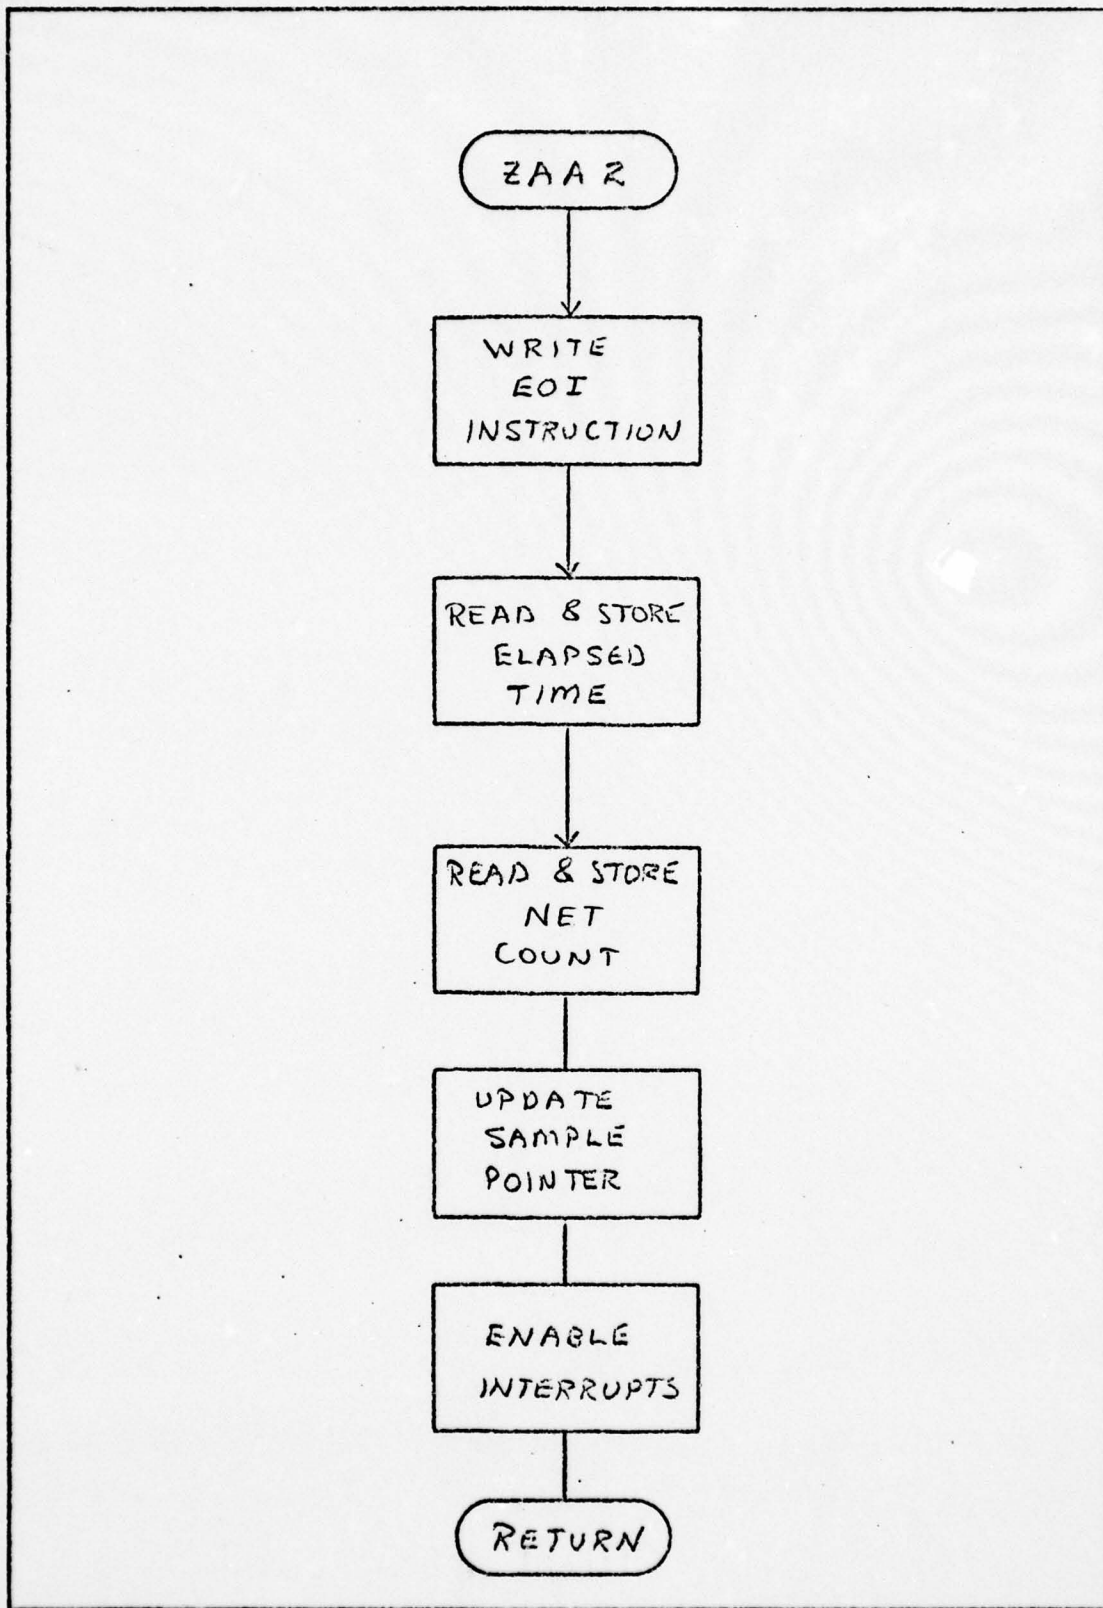 ZAAR
WRITE
EOI
INSTRUCTION
READ & STORE
ELAPSED
TIME
READ & STORE
NET
COUNT
UPDATE
SAMPLE
POINTER
ENABLE
INTERRUPTS
RETURN